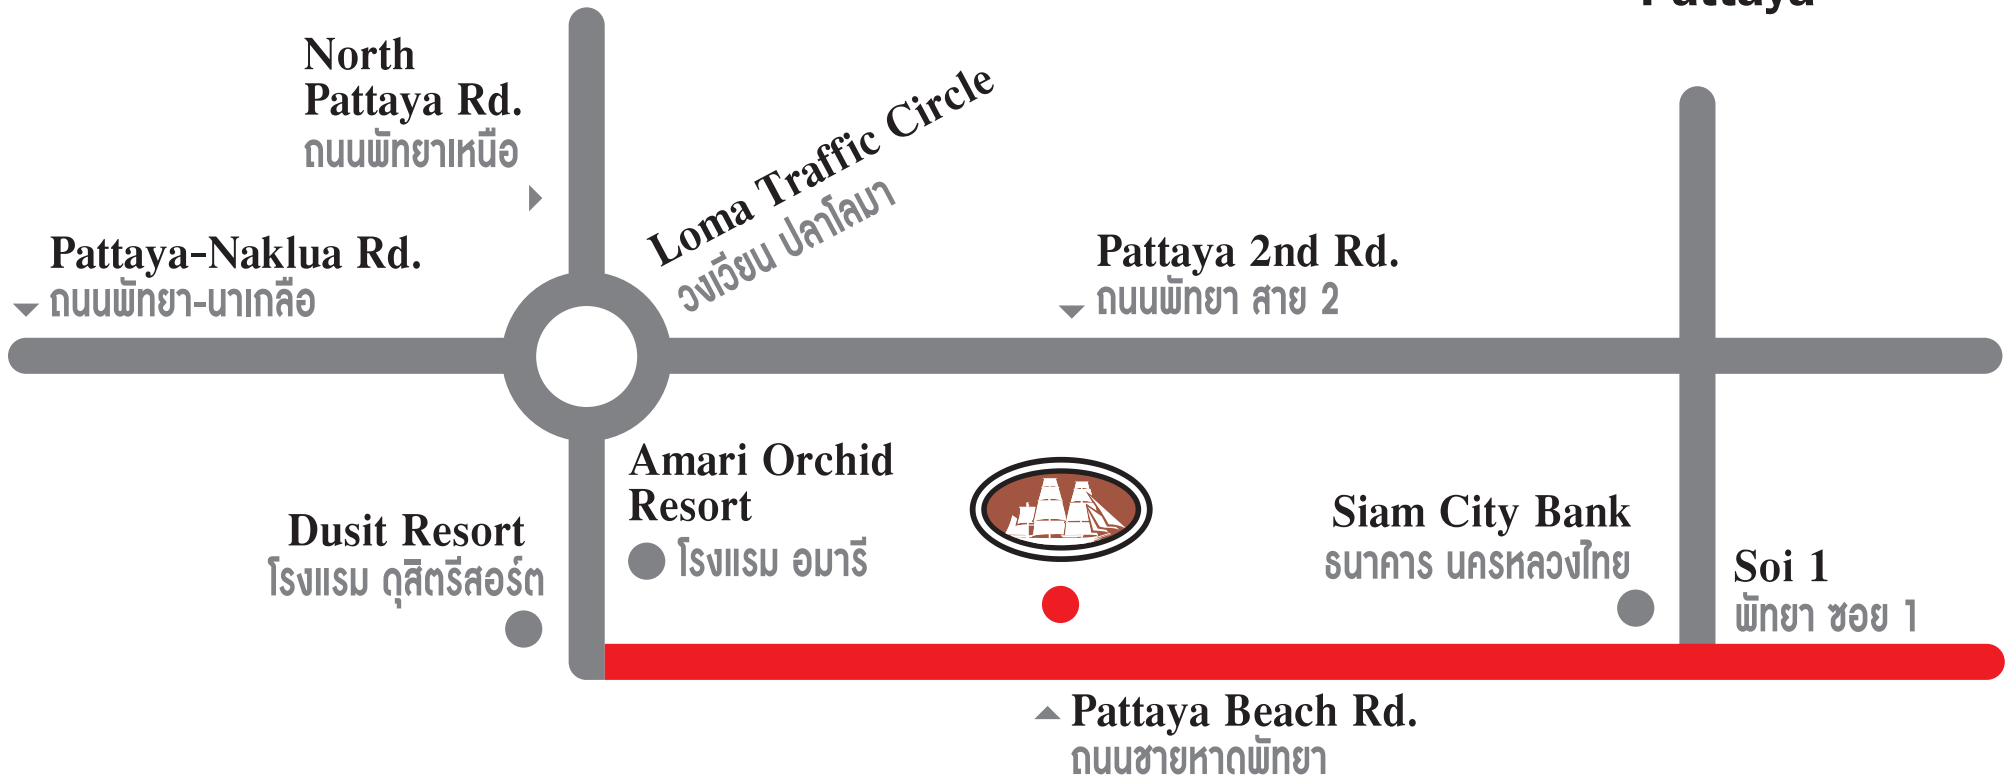 Pattaya
North
Pattaya Rd.
ถนนพัทยาเหนือ
Loma Traffic Circle
วงเวียน ปลาโลมา
Pattaya-Naklua Rd.
ถนนพัทยา-นาเกลือ
Pattaya 2nd Rd.
ถนนพัทยา สาย 2
Amari Orchid
Resort
โรงแรม อมารี
Dusit Resort
โรงแรม ดุสิตรีสอร์ต
Siam City Bank
ธนาคาร นครหลวงไทย
Soi 1
พัทยา ซอย 1
Pattaya Beach Rd.
ถนนชายหาดพัทยา